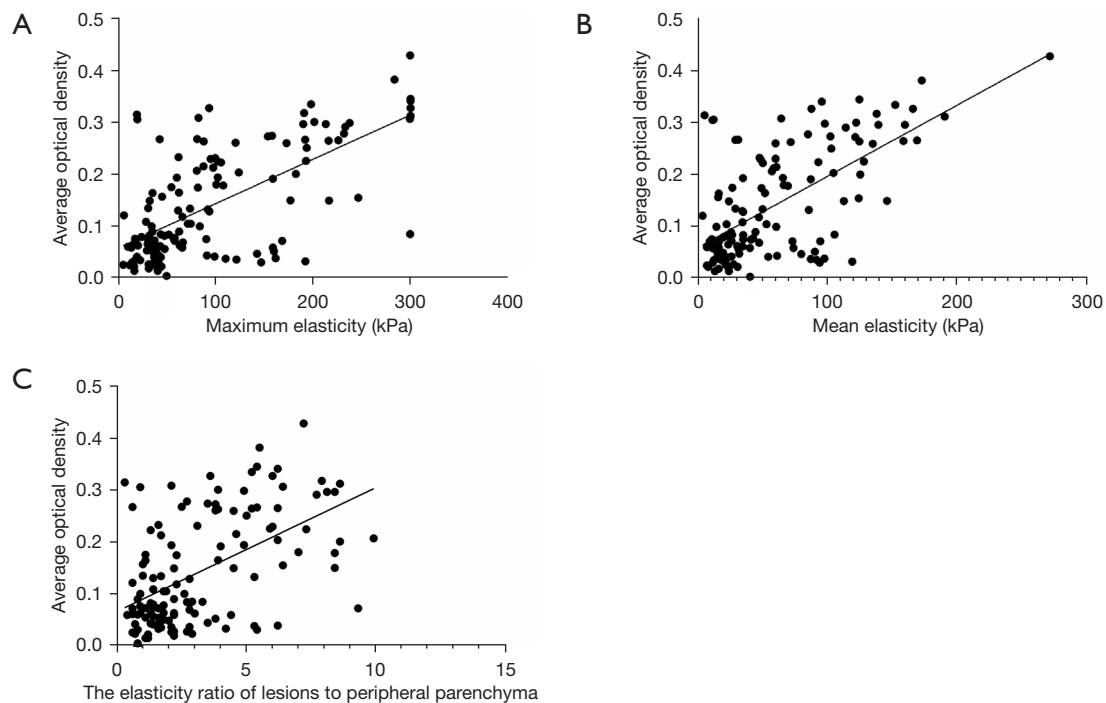 A
B
0.5
0.4
0.3
0.2
0.1
0.0
Average optical density
0 100 200 300 400
Maximum elasticity (kPa)
0.5
0.4
0.3
0.2
0.1
0.0
Average optical density
0 100 200 300
Mean elasticity (kPa)
C
0.5
0.4
0.3
0.2
0.1
0.0
Average optical density
0 5 10 15
The elasticity ratio of lesions to peripheral parenchyma